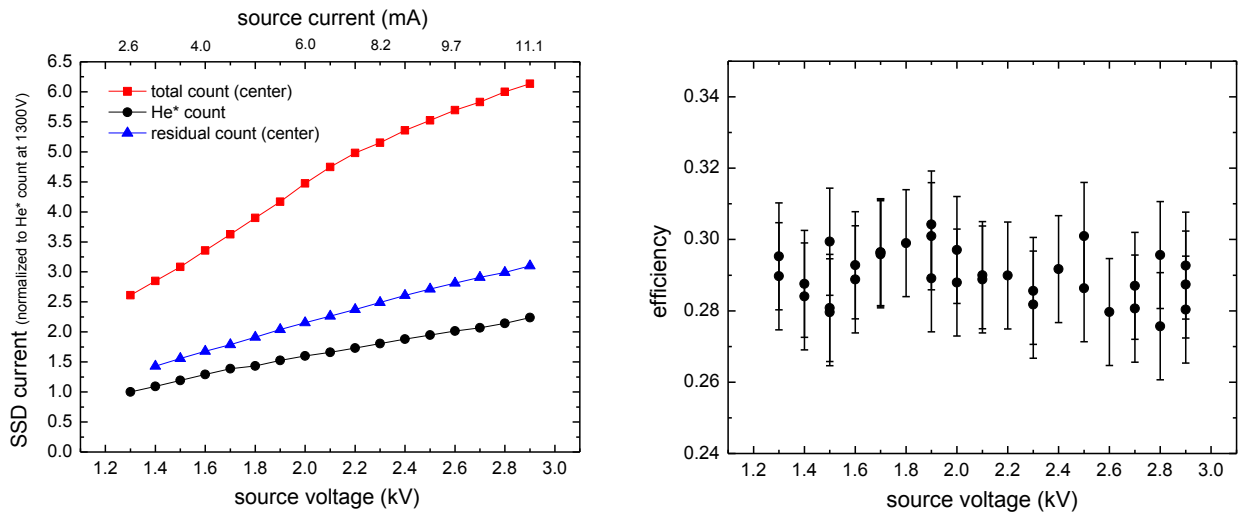 source current (mA)
2.6 4.0 6.0 8.2 9.7 11.1
6.5
6.0
5.5
5.0
4.5
4.0
3.5
3.0
2.5
2.0
1.5
1.0
0.5
0.0
total count (center)
He* count
residual count (center)
SSD current (normalized to He* count at 1300V)
1.2 1.4 1.6 1.8 2.0 2.2 2.4 2.6 2.8 3.0
source voltage (kV)
0.34
0.32
0.30
0.28
0.26
0.24
efficiency
1.2 1.4 1.6 1.8 2.0 2.2 2.4 2.6 2.8 3.0
source voltage (kV)